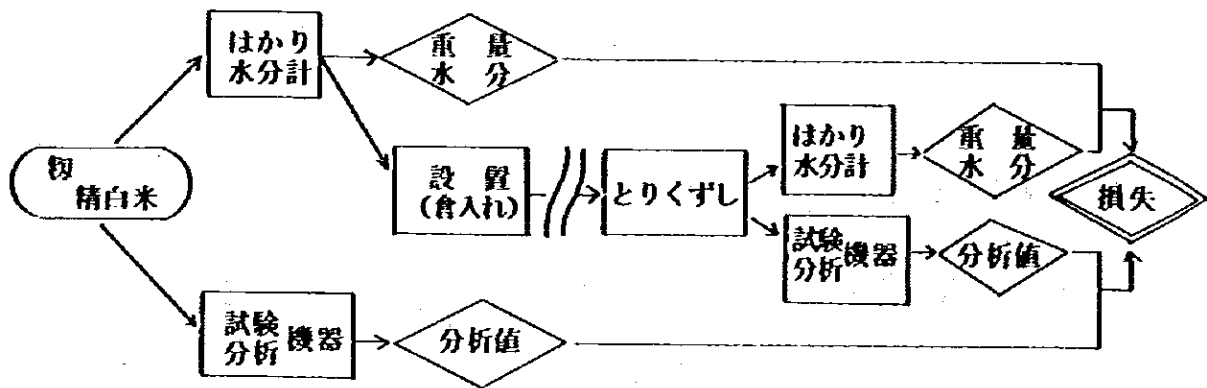 はかり
水分計
重量
水分
籾
精白米
設置
(倉入れ)
とりくずし
はかり
水分計
重量
水分
損失
試験
分析
機器
分析値
試験
分析
機器
分析値